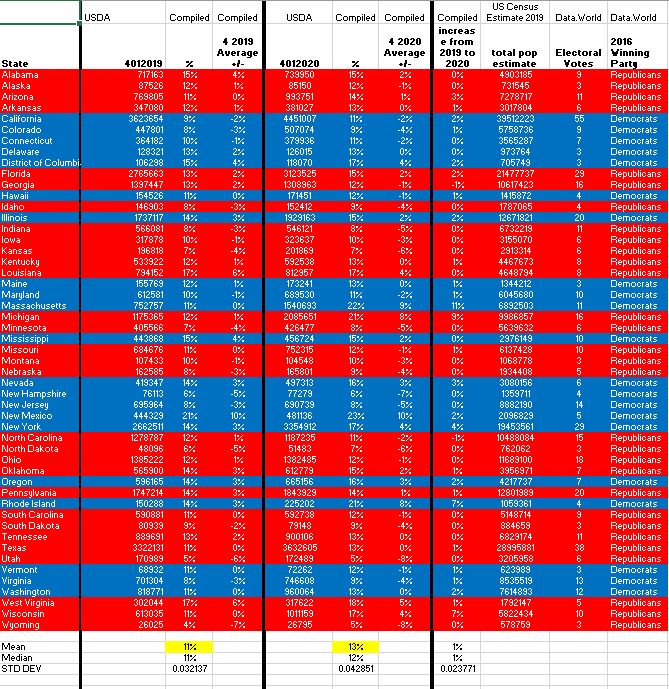 USDA Compiled Compiled USDA Compiled Compiled Compiled US Census Estimate 2019 Data.World Data.World
State 4012019 % 4 2019 Average +/- 4012020 % 4 2020 Average +/- increase from 2019 to 2020 total pop estimate Electoral Votes 2016 Winning Party
Alabama 717163 15% 4% 739950 15% 2% 0% 4903185 9 Republicans
Alaska 87526 12% 1% 85150 12% -1% 0% 731545 3 Republicans
Arizona 769805 11% 0% 993751 14% 1% 3% 7278717 11 Republicans
Arkansas 347080 12% 1% 381027 13% 0% 1% 3017804 6 Republicans
California 3623654 9% -2% 4451007 11% -2% 2% 39512223 55 Democrats
Colorado 447801 8% -3% 507074 9% -4% 1% 5758736 9 Democrats
Connecticut 364182 10% -1% 379936 11% -2% 0% 3565287 7 Democrats
Delaware 128321 13% 2% 126015 13% 0% 0% 973764 3 Democrats
District of Columbi 106298 15% 4% 118070 17% 4% 2% 705749 3 Democrats
Florida 2765663 13% 2% 3123525 15% 2% 2% 21477737 29 Republicans
Georgia 1397447 13% 2% 1308963 12% -1% -1% 10617423 16 Republicans
Hawaii 154526 11% 0% 171451 12% -1% 1% 1415872 4 Democrats
Idaho 146903 8% -3% 152412 9% -4% 0% 1787065 4 Republicans
Illinois 1737117 14% 3% 1929163 15% 2% 2% 12671821 20 Democrats
Indiana 566081 8% -3% 546121 8% -5% 0% 6732219 11 Republicans
Iowa 317878 10% -1% 323637 10% -3% 0% 3155070 6 Republicans
Kansas 196818 7% -4% 201869 7% -6% 0% 2913314 6 Republicans
Kentucky 533922 12% 1% 592538 13% 0% 1% 4467673 8 Republicans
Louisiana 794152 17% 6% 812957 17% 4% 0% 4648794 8 Republicans
Maine 155769 12% 1% 173241 13% 0% 1% 1344212 3 Democrats
Maryland 612581 10% -1% 689530 11% -2% 1% 6045680 10 Democrats
Massachusetts 752757 11% 0% 1540693 22% 9% 11% 6892503 11 Democrats
Michigan 1175365 12% 1% 2085651 21% 8% 9% 9986857 16 Republicans
Minnesota 405566 7% -4% 426477 8% -5% 0% 5639632 6 Republicans
Mississippi 443868 15% 4% 456724 15% 2% 0% 2976149 10 Democrats
Missouri 684676 11% 0% 752315 12% -1% 1% 6137428 10 Republicans
Montana 107433 10% -1% 104548 10% -3% 0% 1068778 3 Republicans
Nebraska 162585 8% -3% 165801 9% -4% 0% 1934408 5 Republicans
Nevada 419347 14% 3% 497313 16% 3% 3% 3080156 6 Democrats
New Hampshire 76113 6% -5% 77279 6% -7% 0% 1359711 4 Democrats
New Jersey 695964 8% -3% 690739 8% -5% 0% 8882190 14 Democrats
New Mexico 444329 21% 10% 481136 23% 10% 2% 2096829 5 Democrats
New York 2662511 14% 3% 3354912 17% 4% 4% 19453561 29 Democrats
North Carolina 1278787 12% 1% 1187235 11% -2% -1% 10488084 15 Republicans
North Dakota 48096 6% -5% 51483 7% -6% 0% 762062 3 Republicans
Ohio 1385222 12% 1% 1382485 12% -1% 0% 11689100 18 Republicans
Oklahoma 565900 14% 3% 612779 15% 2% 1% 3956971 7 Republicans
Oregon 596165 14% 3% 665156 16% 3% 2% 4217737 7 Democrats
Pennsylvania 1747214 14% 3% 1843929 14% 1% 1% 12801989 20 Republicans
Rhode Island 150288 14% 3% 225202 21% 8% 7% 1059361 4 Democrats
South Carolina 590881 11% 0% 592738 12% -1% 0% 5148714 9 Republicans
South Dakota 80939 9% -2% 79148 9% -4% 0% 884659 3 Republicans
Tennessee 889691 13% 2% 900106 13% 0% 0% 6829174 11 Republicans
Texas 3322131 11% 0% 3632605 13% 0% 1% 28995881 38 Republicans
Utah 170989 5% -6% 172489 5% -8% 0% 3205958 6 Republicans
Vermont 68932 11% 0% 72262 12% -1% 1% 623989 3 Democrats
Virginia 701304 8% -3% 746608 9% -4% 1% 8535519 13 Democrats
Washington 818771 11% 0% 960064 13% 0% 2% 7614893 12 Democrats
West Virginia 302044 17% 6% 317622 18% 5% 1% 1792147 5 Republicans
Wisconsin 613035 11% 0% 1011159 17% 4% 7% 5822434 10 Republicans
Wyoming 26025 4% -7% 26795 5% -8% 0% 578759 3 Republicans
Mean 11% 13% 1%
Median 11% 12% 1%
STD DEV 0.032137 0.042851 0.023771